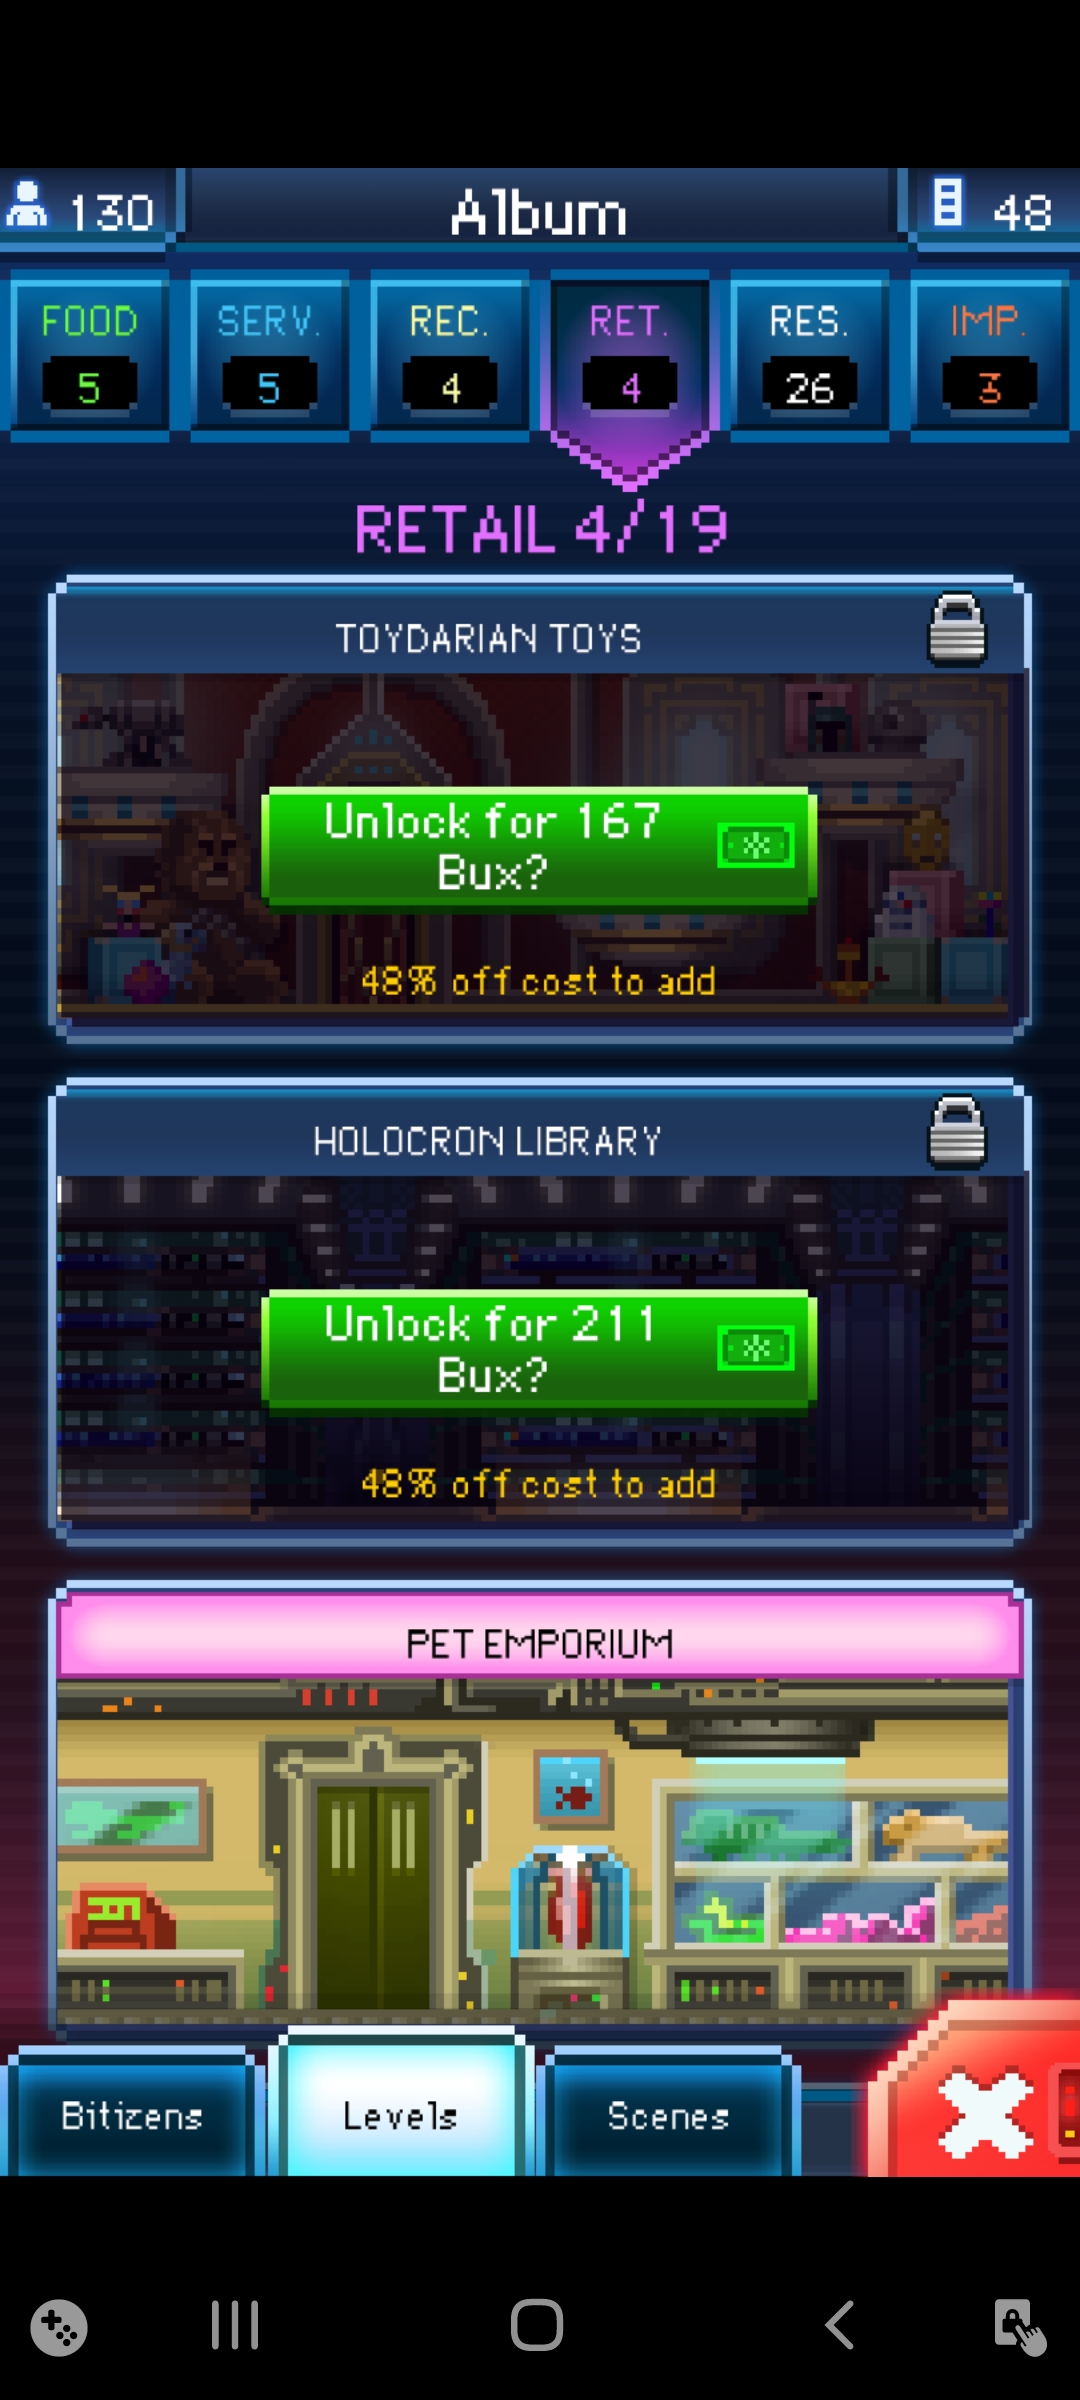 130
Album
48
FOOD
5
SERV.
5
REC.
4
RET.
4
RES.
26
IMP.
3
RETAIL 4/19
TOYDARIAN TOYS
Unlock for 167
Bux?
48% off cost to add
HOLOCRON LIBRARY
Unlock for 211
Bux?
48% off cost to add
PET EMPORIUM
Bitizens
Levels
Scenes